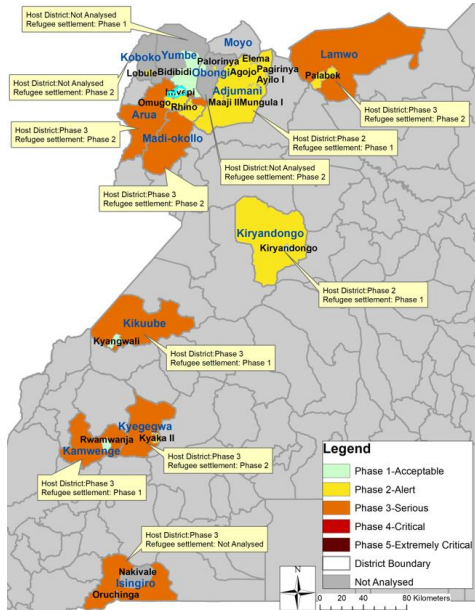 Host District:Not Analysed
Refugee settlement: Phase 1
Moyo
Koboko
Yumbe
Palorinya
Elema
Lamwo
Host District:Not Analysed
Refugee settlement: Phase 2
Lobule
Bidibidi
Obongi
Agojo
Pagirinya
Ayilo I
Palabek
Imvepi
Adjumani
Omugo
Rhino
Maaji II
Mungula I
Arua
Madi-okollo
Host District:Phase 3
Refugee settlement: Phase 2
Host District:Phase 3
Refugee settlement: Phase 2
Host District:Phase 2
Refugee settlement: Phase 1
Host District:Not Analysed
Refugee settlement: Phase 2
Host District:Phase 3
Refugee settlement: Phase 2
Kiryandongo
Kiryandongo
Host District:Phase 2
Refugee settlement: Phase 1
Kikuube
Kyangwali
Host District:Phase 3
Refugee settlement: Phase 1
Kyegegwa
Rwamwanja
Kyaka II
Kamwenge
Host District:Phase 3
Refugee settlement: Phase 2
Host District:Phase 3
Refugee settlement: Phase 1
Host District:Phase 3
Refugee settlement: Not Analysed
Nakivale
Isingiro
Oruchinga
Legend
Phase 1-Acceptable
Phase 2-Alert
Phase 3-Serious
Phase 4-Critical
Phase 5-Extremely Critical
District Boundary
Not Analysed
N
0 20 40 80 Kilometers